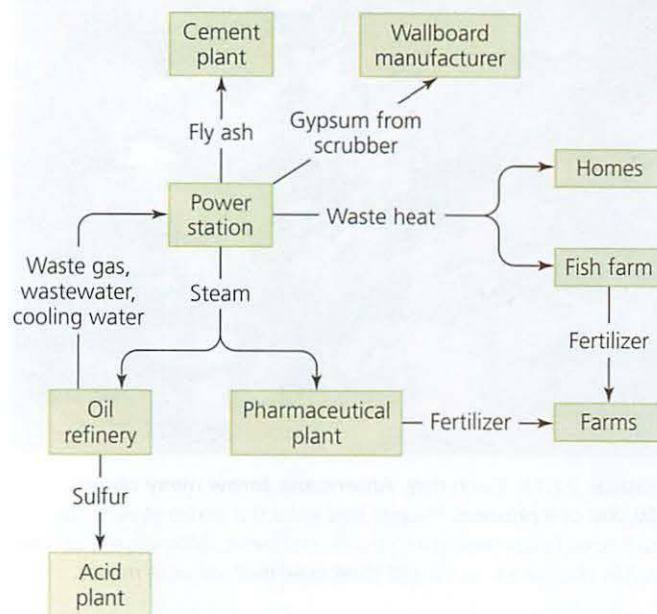 Cement
plant
Wallboard
manufacturer
Fly ash
Gypsum from
scrubber
Homes
Power
station
Waste heat
Waste gas,
wastewater,
cooling water
Steam
Fish farm
Fertilizer
Oil
refinery
Pharmaceutical
plant
Fertilizer
Farms
Sulfur
Acid
plant